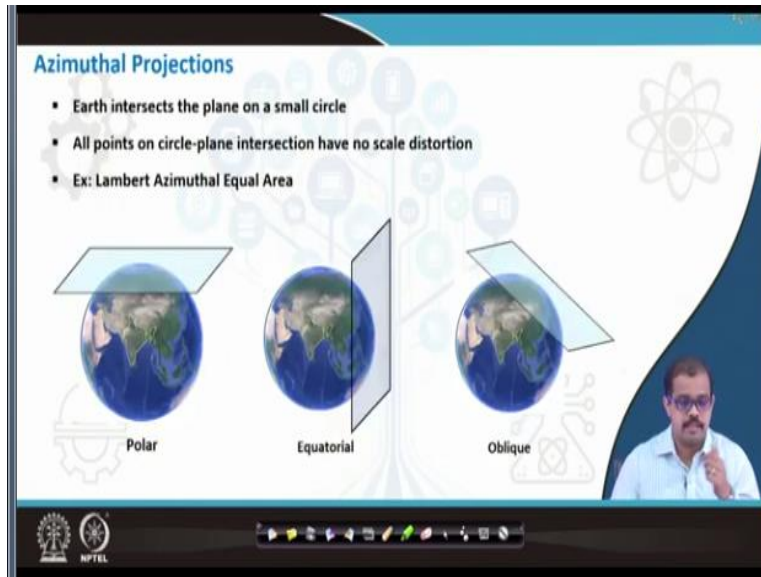 Azimuthal Projections
▪ Earth intersects the plane on a small circle
▪ All points on circle-plane intersection have no scale distortion
▪ Ex: Lambert Azimuthal Equal Area
Polar
Equatorial
Oblique
NPTEL